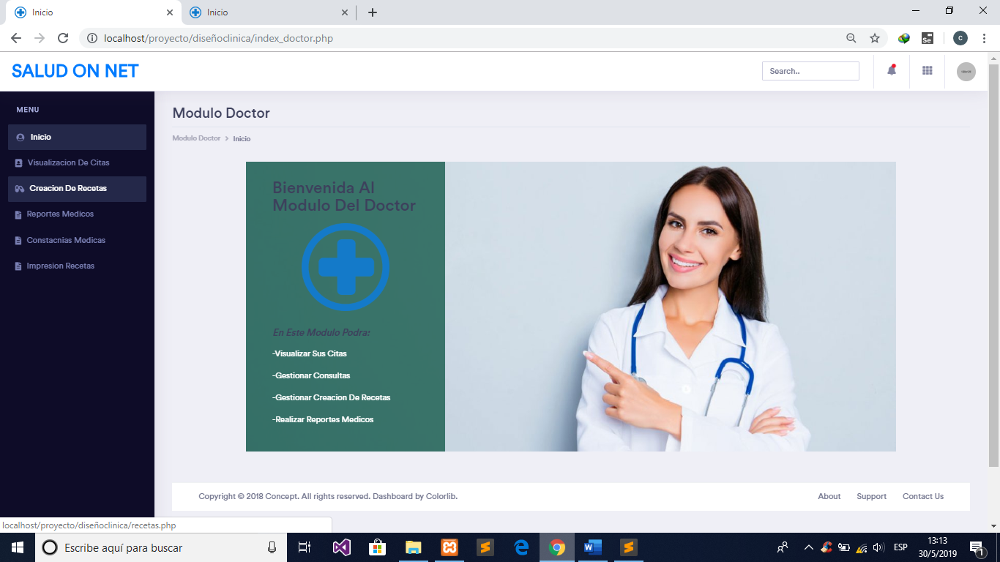 Inicio
Inicio
localhost/proyecto/diseñoclinica/index_doctor.php
Se
c
SALUD ON NET
Search..
MENU
Inicio
Visualizacion De Citas
Creacion De Recetas
Reportes Medicos
Constacnias Medicas
Impresion Recetas
Modulo Doctor
Modulo Doctor > Inicio
Bienvenida Al
Modulo Del Doctor
En Este Modulo Podra:
-Visualizar Sus Citas
-Gestionar Consultas
-Gestionar Creacion De Recetas
-Realizar Reportes Medicos
Copyright © 2018 Concept. All rights reserved. Dashboard by Colorlib.
About Support Contact Us
localhost/proyecto/diseñoclinica/recetas.php
Escribe aquí para buscar
ESP
13:13
30/5/2019
1